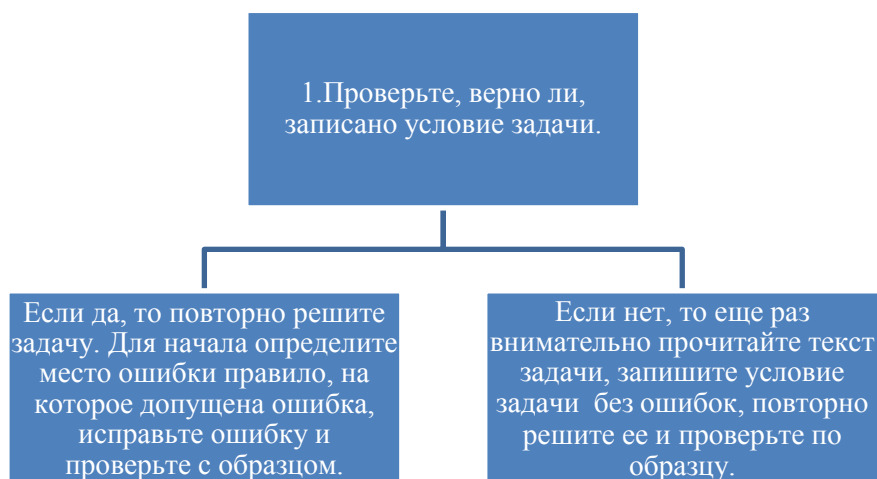 1.Проверьте, верно ли,
записано условие задачи.
Если да, то повторно решите
задачу. Для начала определите
место ошибки правило, на
которое допущена ошибка,
исправьте ошибку и
проверьте с образцом.
Если нет, то еще раз
внимательно прочитайте текст
задачи, запишите условие
задачи  без ошибок, повторно
решите ее и проверьте по
образцу.